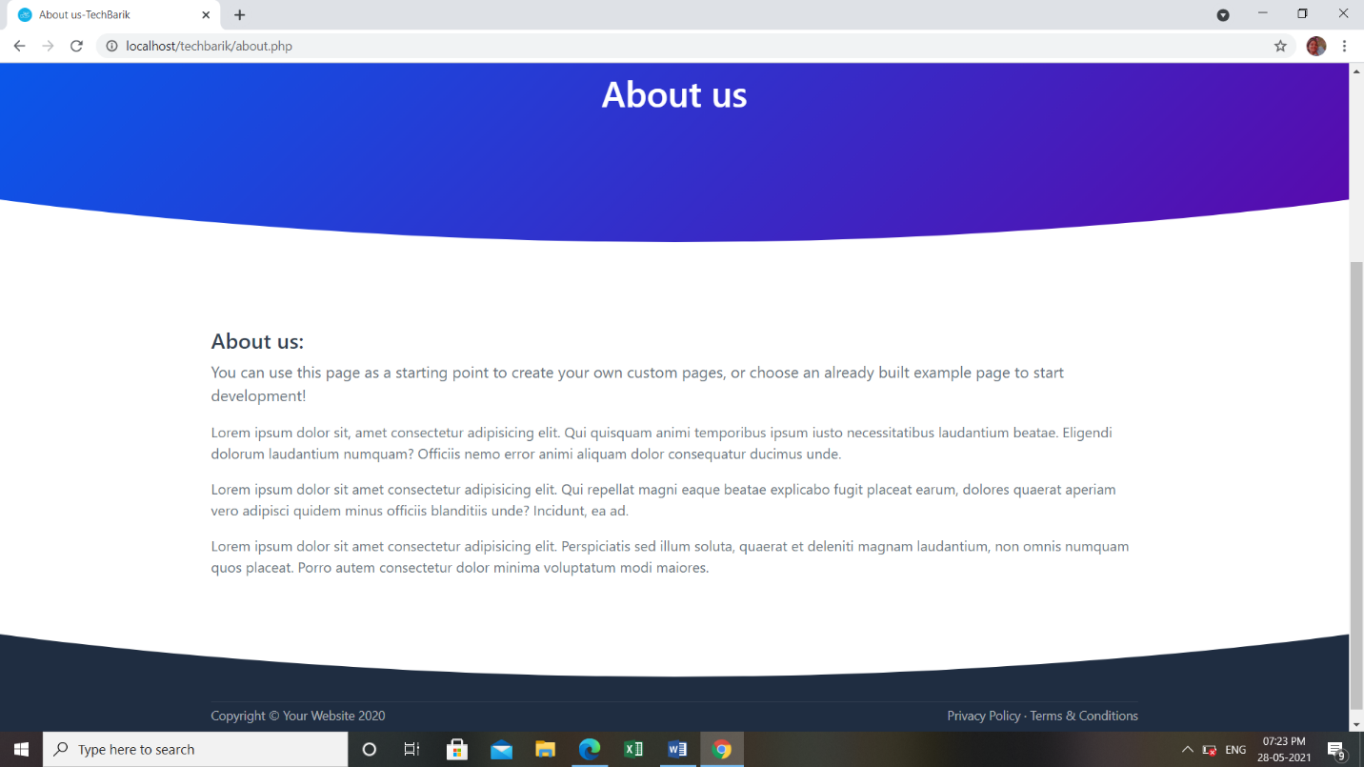 About us-TechBarik
localhost/techbarik/about.php
About us
About us:
You can use this page as a starting point to create your own custom pages, or choose an already built example page to start
development!
Lorem ipsum dolor sit, amet consectetur adipisicing elit. Qui quisquam animi temporibus ipsum iusto necessitatibus laudantium beatae. Eligendi
dolorum laudantium numquam? Officiis nemo error animi aliquam dolor consequatur ducimus unde.
Lorem ipsum dolor sit amet consectetur adipisicing elit. Qui repellat magni eaque beatae explicabo fugit placeat earum, dolores quaerat aperiam
vero adipisci quidem minus officiis blanditiis unde? Incidunt, ea ad.
Lorem ipsum dolor sit amet consectetur adipisicing elit. Perspiciatis sed illum soluta, quaerat et deleniti magnam laudantium, non omnis numquam
quos placeat. Porro autem consectetur dolor minima voluptatum modi maiores.
Copyright © Your Website 2020
Privacy Policy · Terms & Conditions
Type here to search
ENG
07:23 PM
28-05-2021
9